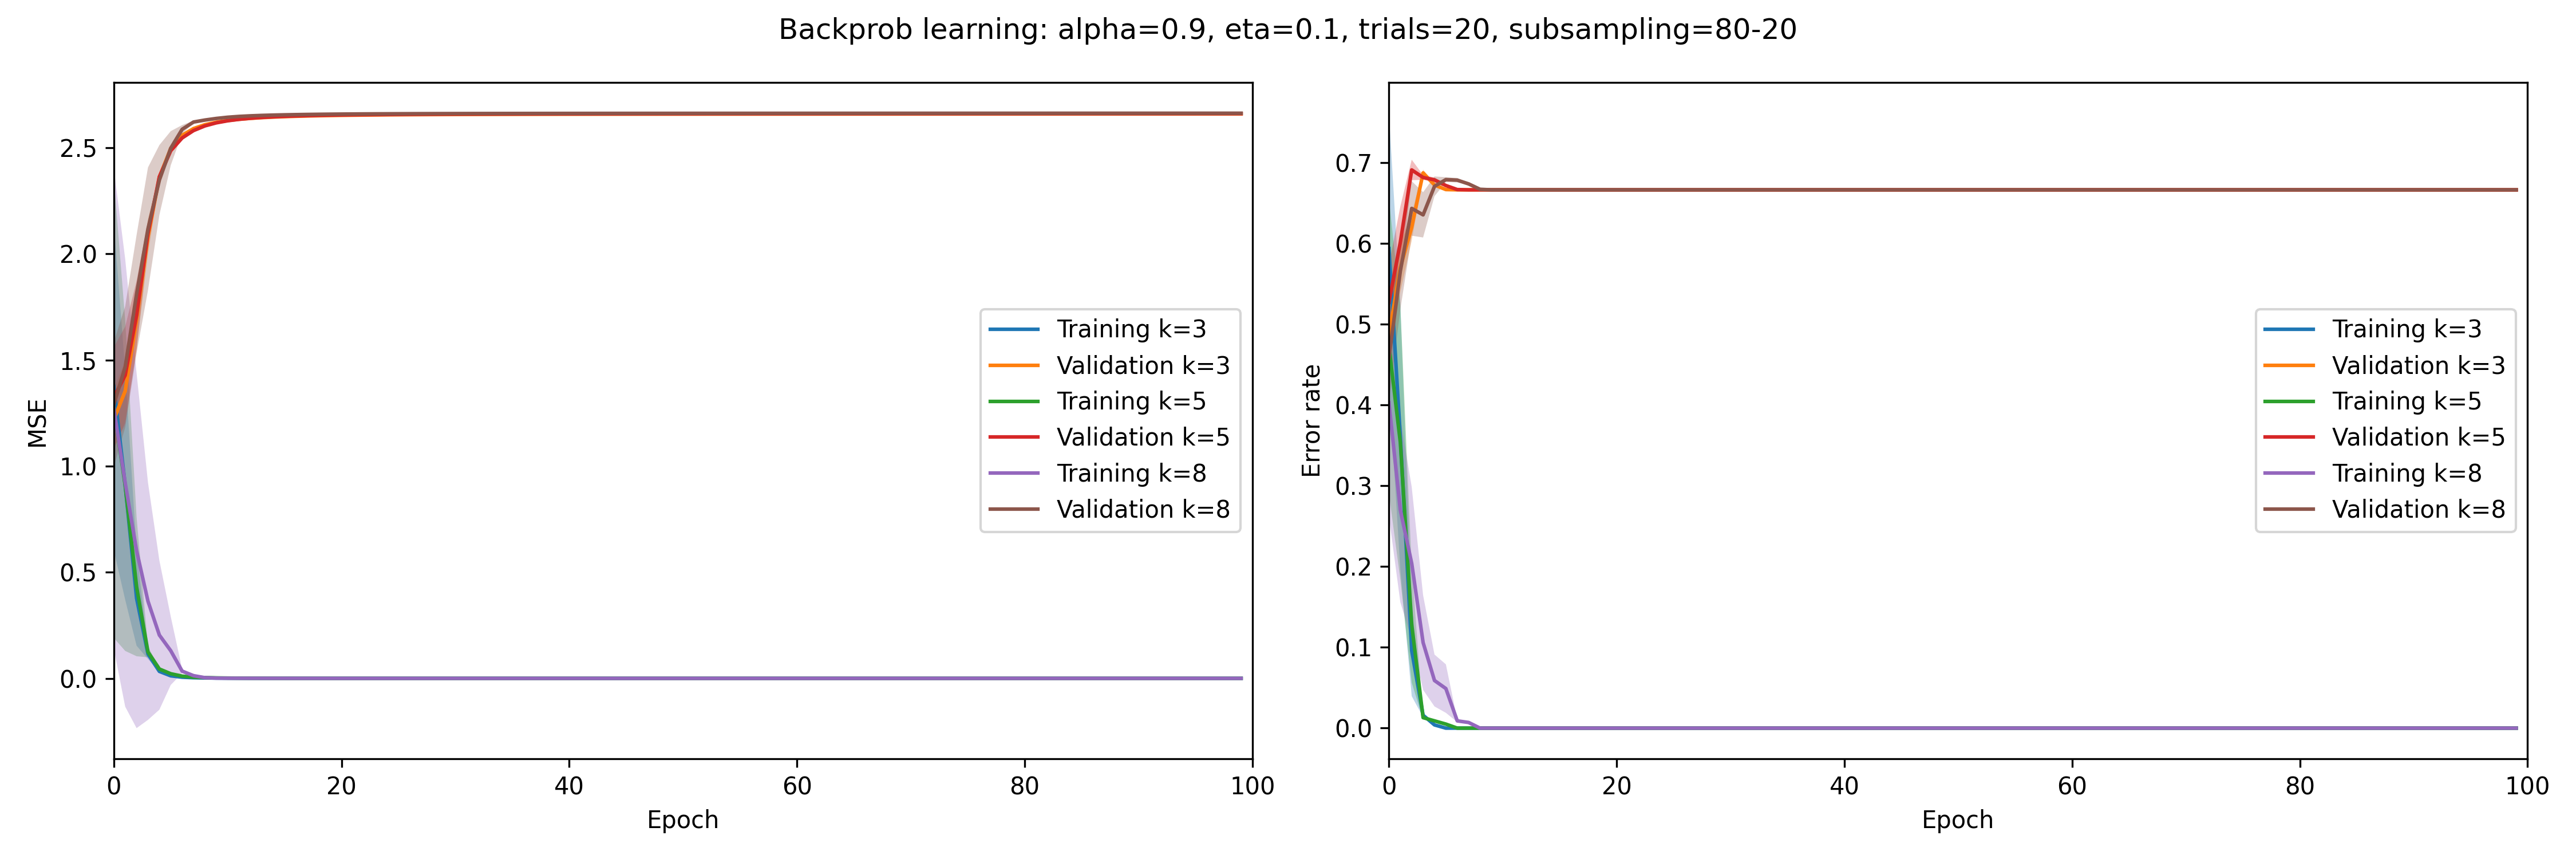 Backprob learning: alpha=0.9, eta=0.1, trials=20, subsampling=80-20
MSE
2.5
2.0
1.5
1.0
0.5
0.0
0
20
40
60
80
100
Epoch
Training k=3
Validation k=3
Training k=5
Validation k=5
Training k=8
Validation k=8
Error rate
0.7
0.6
0.5
0.4
0.3
0.2
0.1
0.0
0
20
40
60
80
100
Epoch
Training k=3
Validation k=3
Training k=5
Validation k=5
Training k=8
Validation k=8